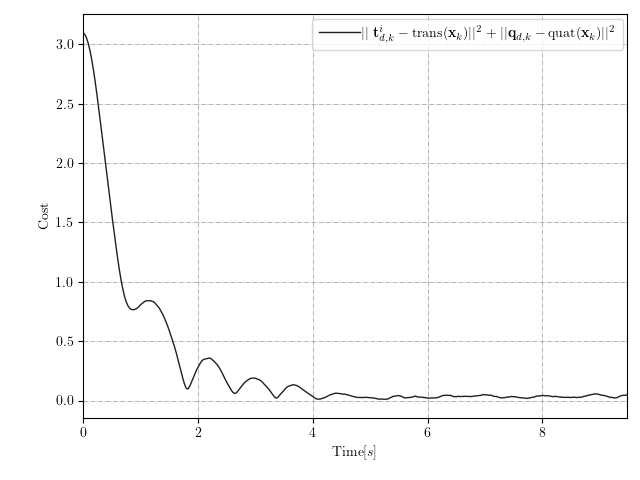 || t^i_{d,k} − trans(x_k)||² + ||q_{d,k} − quat(x_k)||²
3.0
2.5
2.0
1.5
1.0
0.5
0.0
Cost
0 2 4 6 8
Time[s]